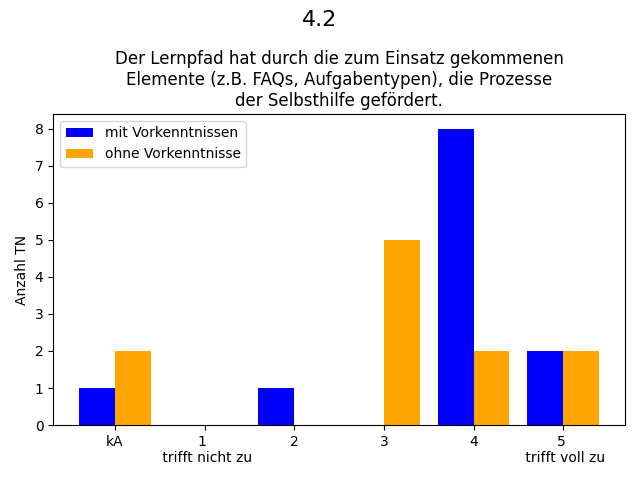 4.2
Der Lernpfad hat durch die zum Einsatz gekommenen
Elemente (z.B. FAQs, Aufgabentypen), die Prozesse
der Selbsthilfe gefördert.
mit Vorkenntnissen
ohne Vorkenntnisse
Anzahl TN
8
7
6
5
4
3
2
1
0
kA 1 2 3 4 5
trifft nicht zu trifft voll zu